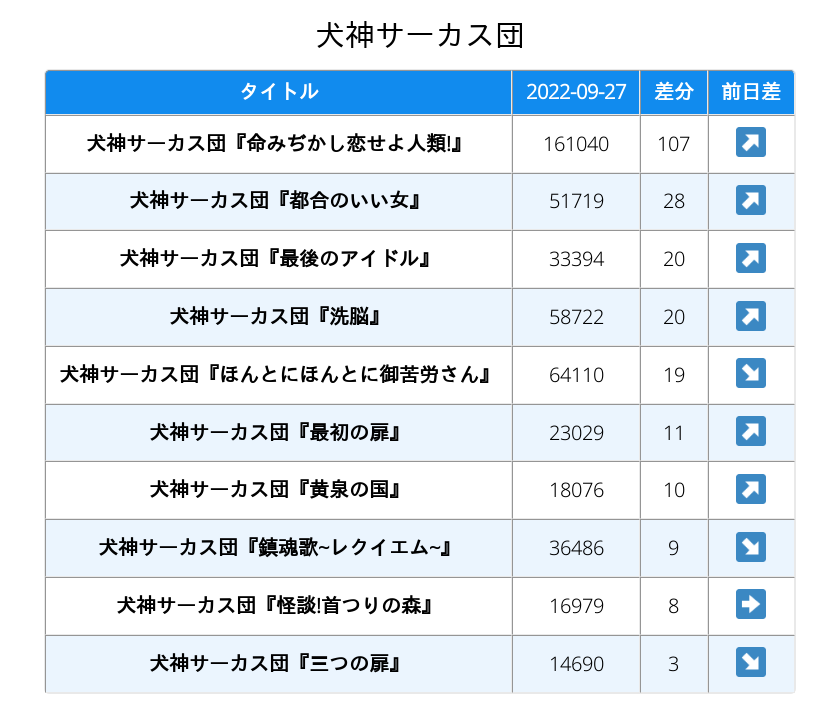 犬神サーカス団
タイトル 2022-09-27 差分 前日差
犬神サーカス団『命みぢかし恋せよ人類!』 161040 107 ↗
犬神サーカス団『都合のいい女』 51719 28 ↗
犬神サーカス団『最後のアイドル』 33394 20 ↗
犬神サーカス団『洗脳』 58722 20 ↗
犬神サーカス団『ほんとにほんとに御苦労さん』 64110 19 ↘
犬神サーカス団『最初の扉』 23029 11 ↗
犬神サーカス団『黄泉の国』 18076 10 ↗
犬神サーカス団『鎮魂歌~レクイエム~』 36486 9 ↘
犬神サーカス団『怪談!首つりの森』 16979 8 ➡
犬神サーカス団『三つの扉』 14690 3 ↘